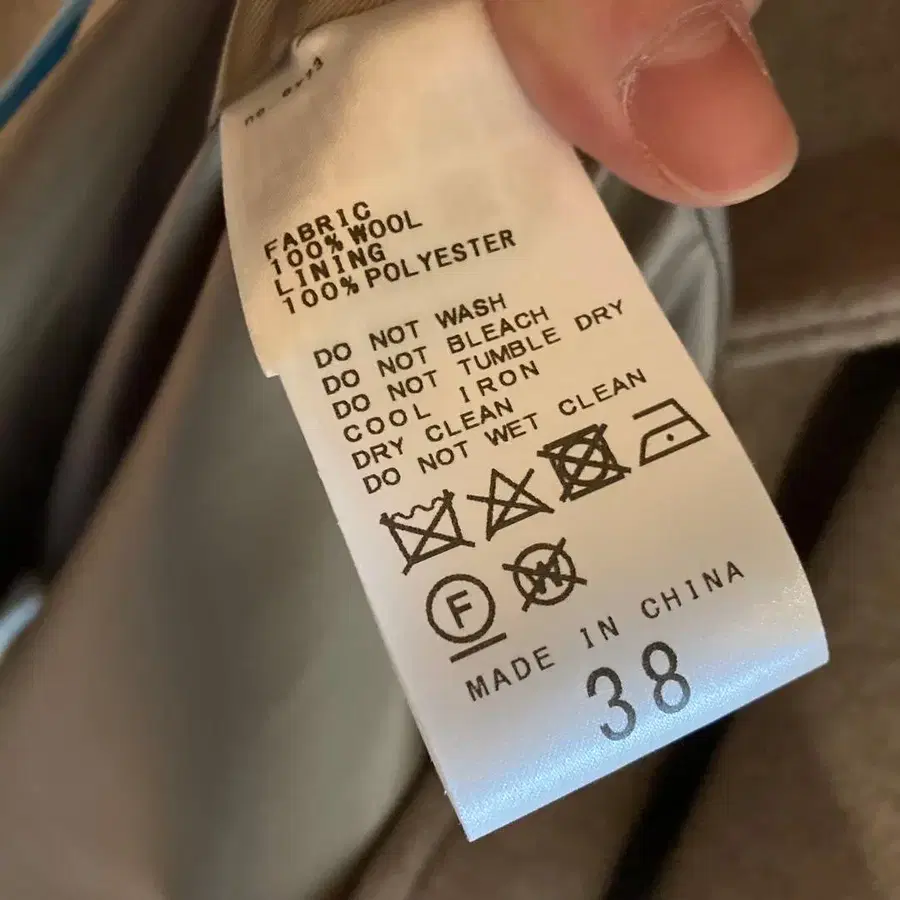 FABRIC
100% WOOL
LINING
100% POLYESTER
DO NOT WASH
DO NOT BLEACH
DO NOT TUMBLE DRY
COOL IRON
DRY CLEAN
DO NOT WET CLEAN
F W
MADE IN CHINA
38